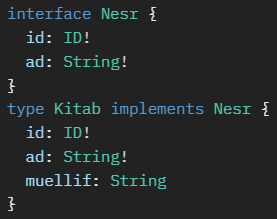 interface Nesr {
  id: ID!
  ad: String!
}
type Kitab implements Nesr {
  id: ID!
  ad: String!
  muellif: String
}